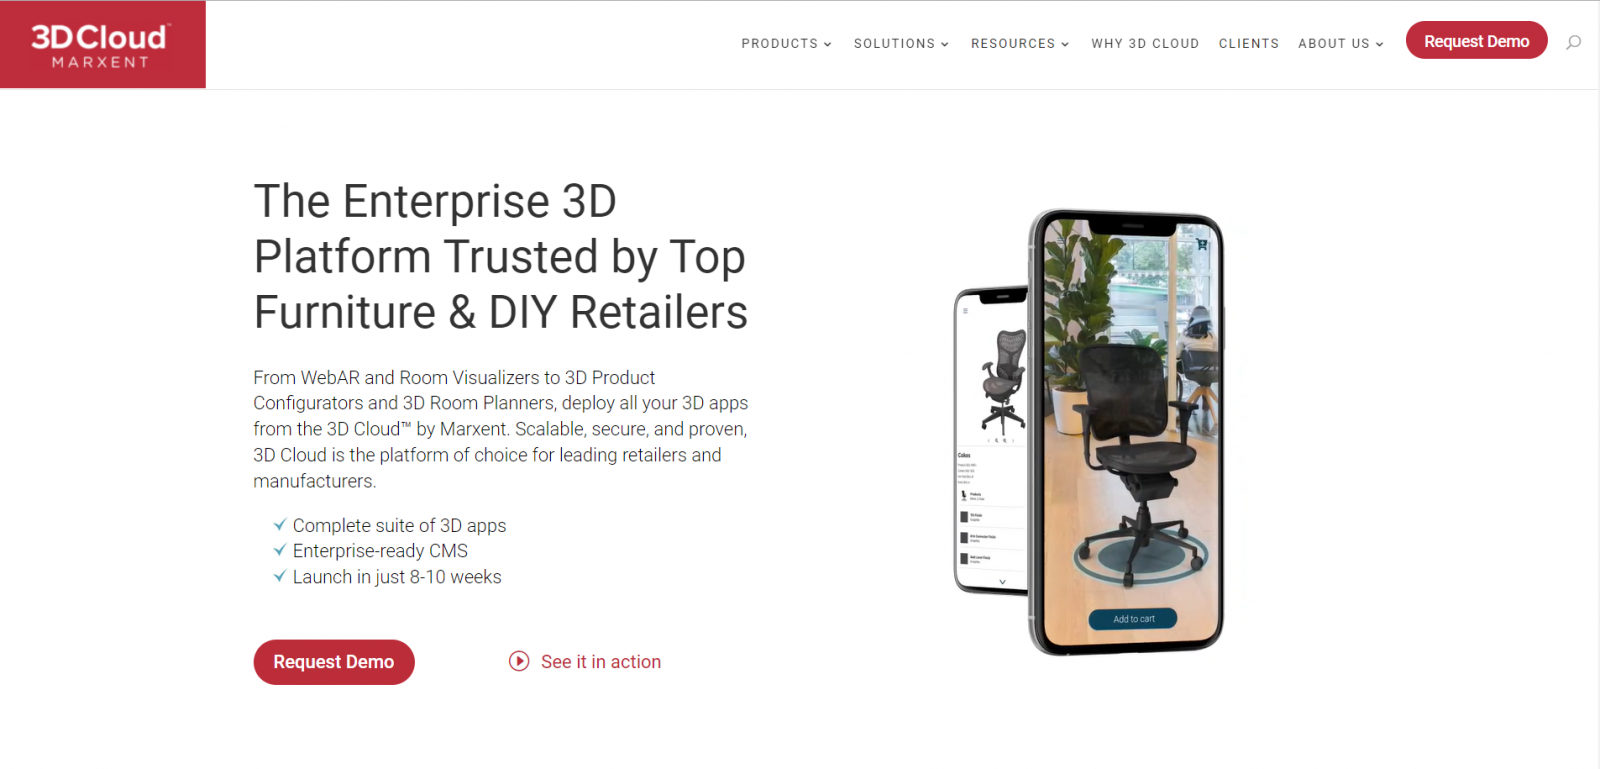 3D Cloud™
MARXENT
PRODUCTS
SOLUTIONS
RESOURCES
WHY 3D CLOUD
CLIENTS
ABOUT US
Request Demo
The Enterprise 3D
Platform Trusted by Top
Furniture & DIY Retailers
From WebAR and Room Visualizers to 3D Product
Configurators and 3D Room Planners, deploy all your 3D apps
from the 3D Cloud™ by Marxent. Scalable, secure, and proven,
3D Cloud is the platform of choice for leading retailers and
manufacturers.
Complete suite of 3D apps
Enterprise-ready CMS
Launch in just 8-10 weeks
Request Demo
See it in action
Products
Add to cart